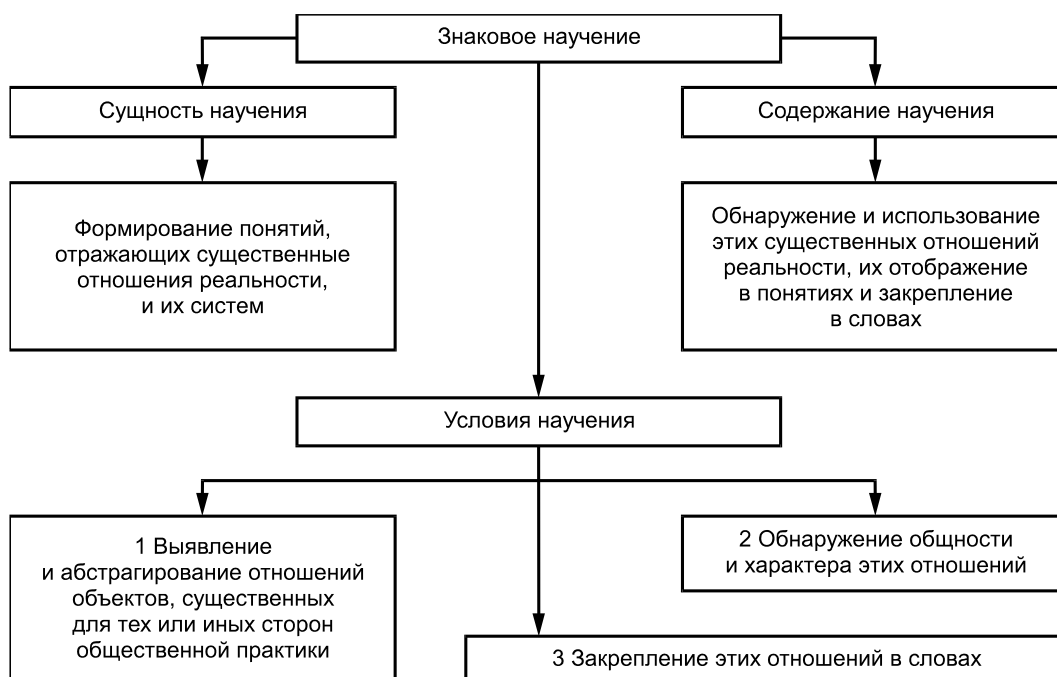 Знаковое научение
Сущность научения
Содержание научения
Формирование понятий,
отражающих существенные
отношения реальности,
и их систем
Обнаружение и использование
этих существенных отношений
реальности, их отображение
в понятиях и закрепление
в словах
Условия научения
1 Выявление
и абстрагирование отношений
объектов, существенных
для тех или иных сторон
общественной практики
2 Обнаружение общности
и характера этих отношений
3 Закрепление этих отношений в словах